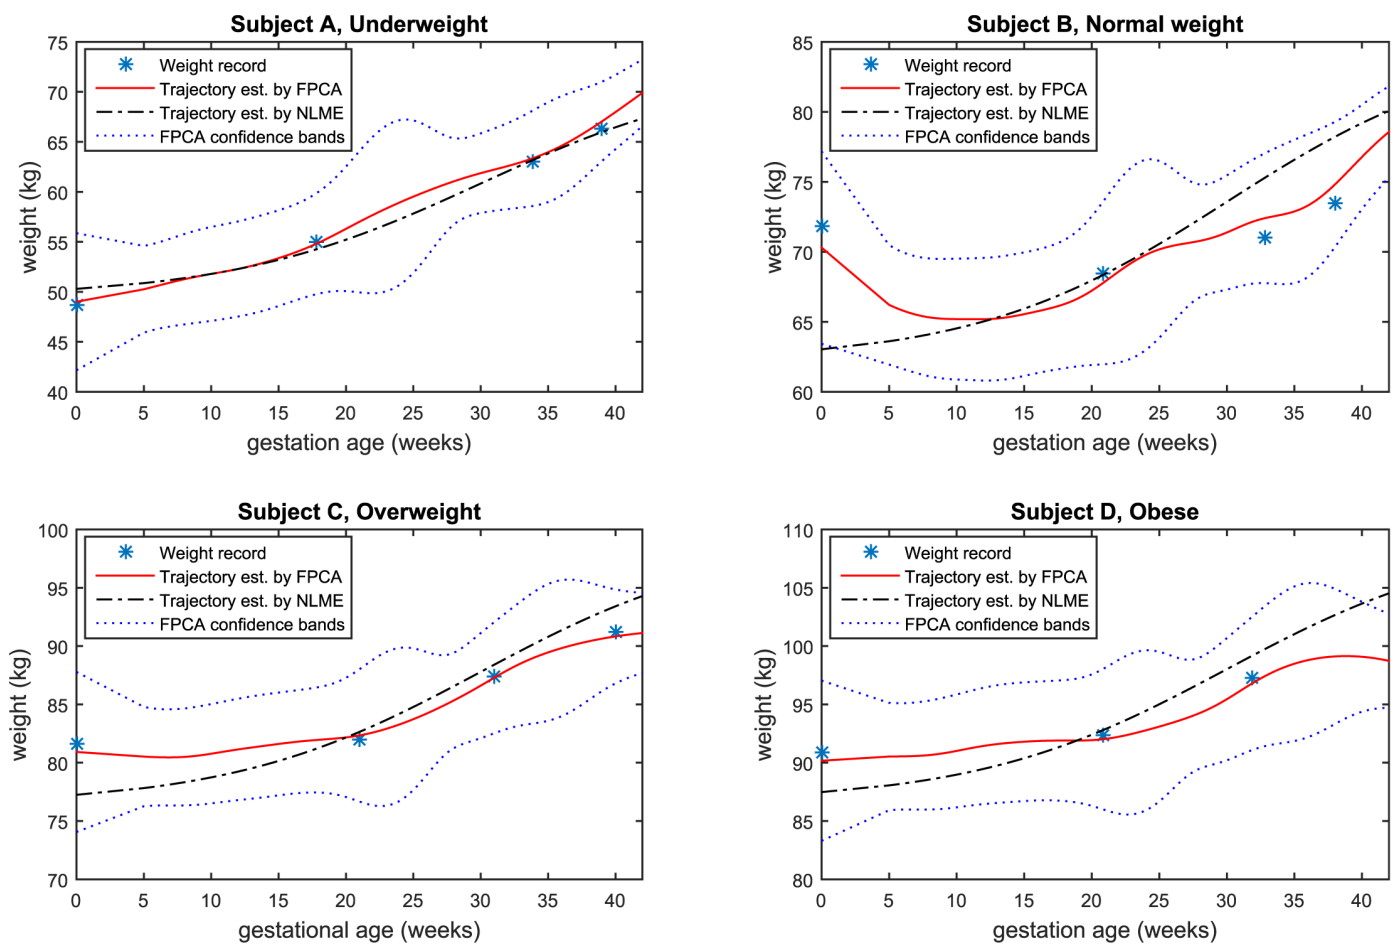 Subject A, Underweight
75
70
65
60
55
50
45
40
weight (kg)
Weight record
Trajectory est. by FPCA
Trajectory est. by NLME
FPCA confidence bands
0 5 10 15 20 25 30 35 40
gestation age (weeks)
Subject B, Normal weight
85
80
75
70
65
60
weight (kg)
Weight record
Trajectory est. by FPCA
Trajectory est. by NLME
FPCA confidence bands
0 5 10 15 20 25 30 35 40
gestation age (weeks)
Subject C, Overweight
100
95
90
85
80
75
70
weight (kg)
Weight record
Trajectory est. by FPCA
Trajectory est. by NLME
FPCA confidence bands
0 5 10 15 20 25 30 35 40
gestational age (weeks)
Subject D, Obese
110
105
100
95
90
85
80
weight (kg)
Weight record
Trajectory est. by FPCA
Trajectory est. by NLME
FPCA confidence bands
0 5 10 15 20 25 30 35 40
gestation age (weeks)